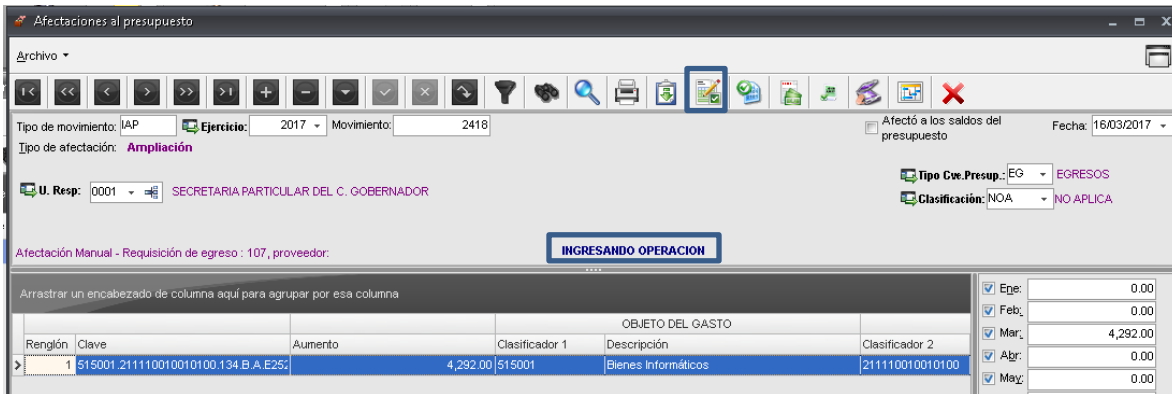 Afectaciones al presupuesto
Archivo
Tipo de movimiento: IAP Ejercicio: 2017 Movimiento: 2418 Afectó a los saldos del presupuesto Fecha: 16/03/2017
Tipo de afectación: Ampliación
U. Resp: 0001 SECRETARIA PARTICULAR DEL C. GOBERNADOR
Tipo Cve.Presup.: EG EGRESOS
Clasificación: NOA NO APLICA
Afectación Manual - Requisición de egreso : 107, proveedor: INGRESANDO OPERACION
Arrastrar un encabezado de columna aquí para agrupar por esa columna
OBJETO DEL GASTO
Renglón Clave Aumento Clasificador 1 Descripción Clasificador 2
1 515001.211110010010100.134.B.A.E252 4,292.00 515001 Bienes Informáticos 211110010010100
Ene: 0.00
Feb: 0.00
Mar: 4,292.00
Abr: 0.00
May: 0.00